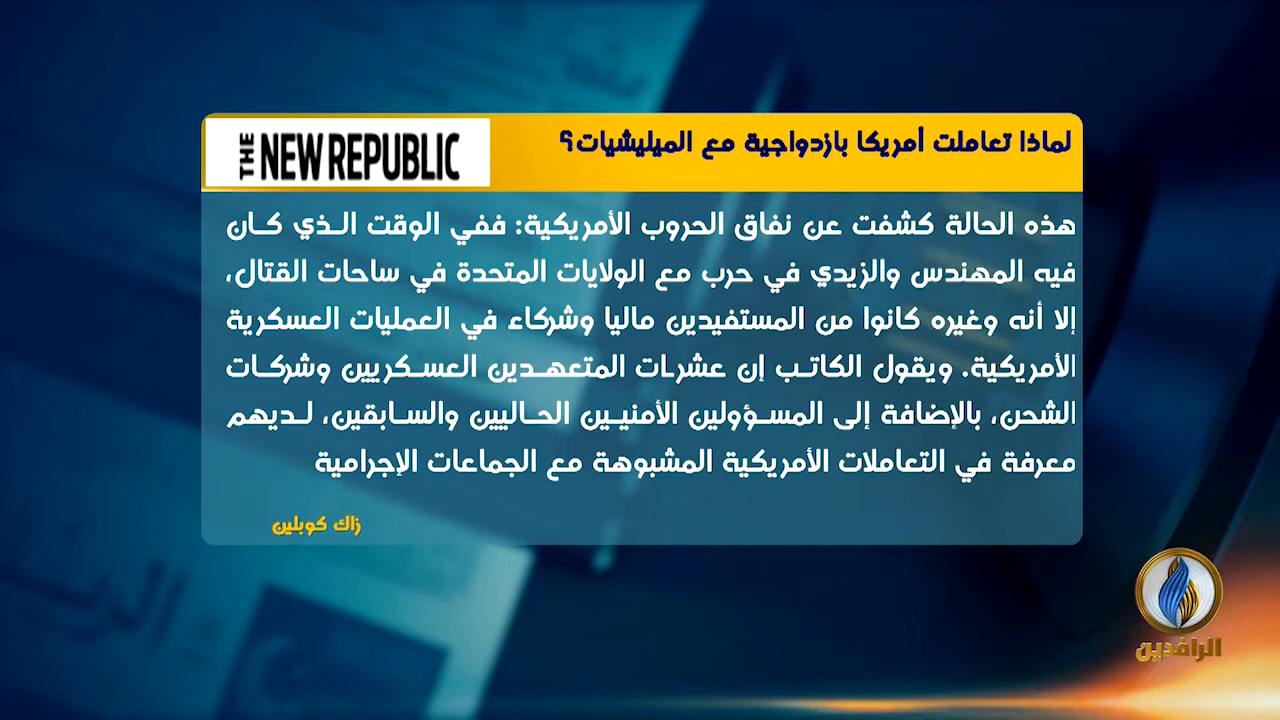 THE NEW REPUBLIC
لماذا تعاملت أمريكا بازدواجية مع الميليشيات؟
هذه الحالة كشفت عن نفاق الحروب الأمريكية: ففي الوقت الذي كان
فيه المهندس والزيدي في حرب مع الولايات المتحدة في ساحات القتال،
إلا أنه وغيره كانوا من المستفيدين ماليا وشركاء في العمليات العسكرية
الأمريكية. ويقول الكاتب إن عشرات المتعهدين العسكريين وشركات
الشحن، بالإضافة إلى المسؤولين الأمنيين الحاليين والسابقين، لديهم
معرفة في التعاملات الأمريكية المشبوهة مع الجماعات الإجرامية
زاك كوبلين
الرافدين